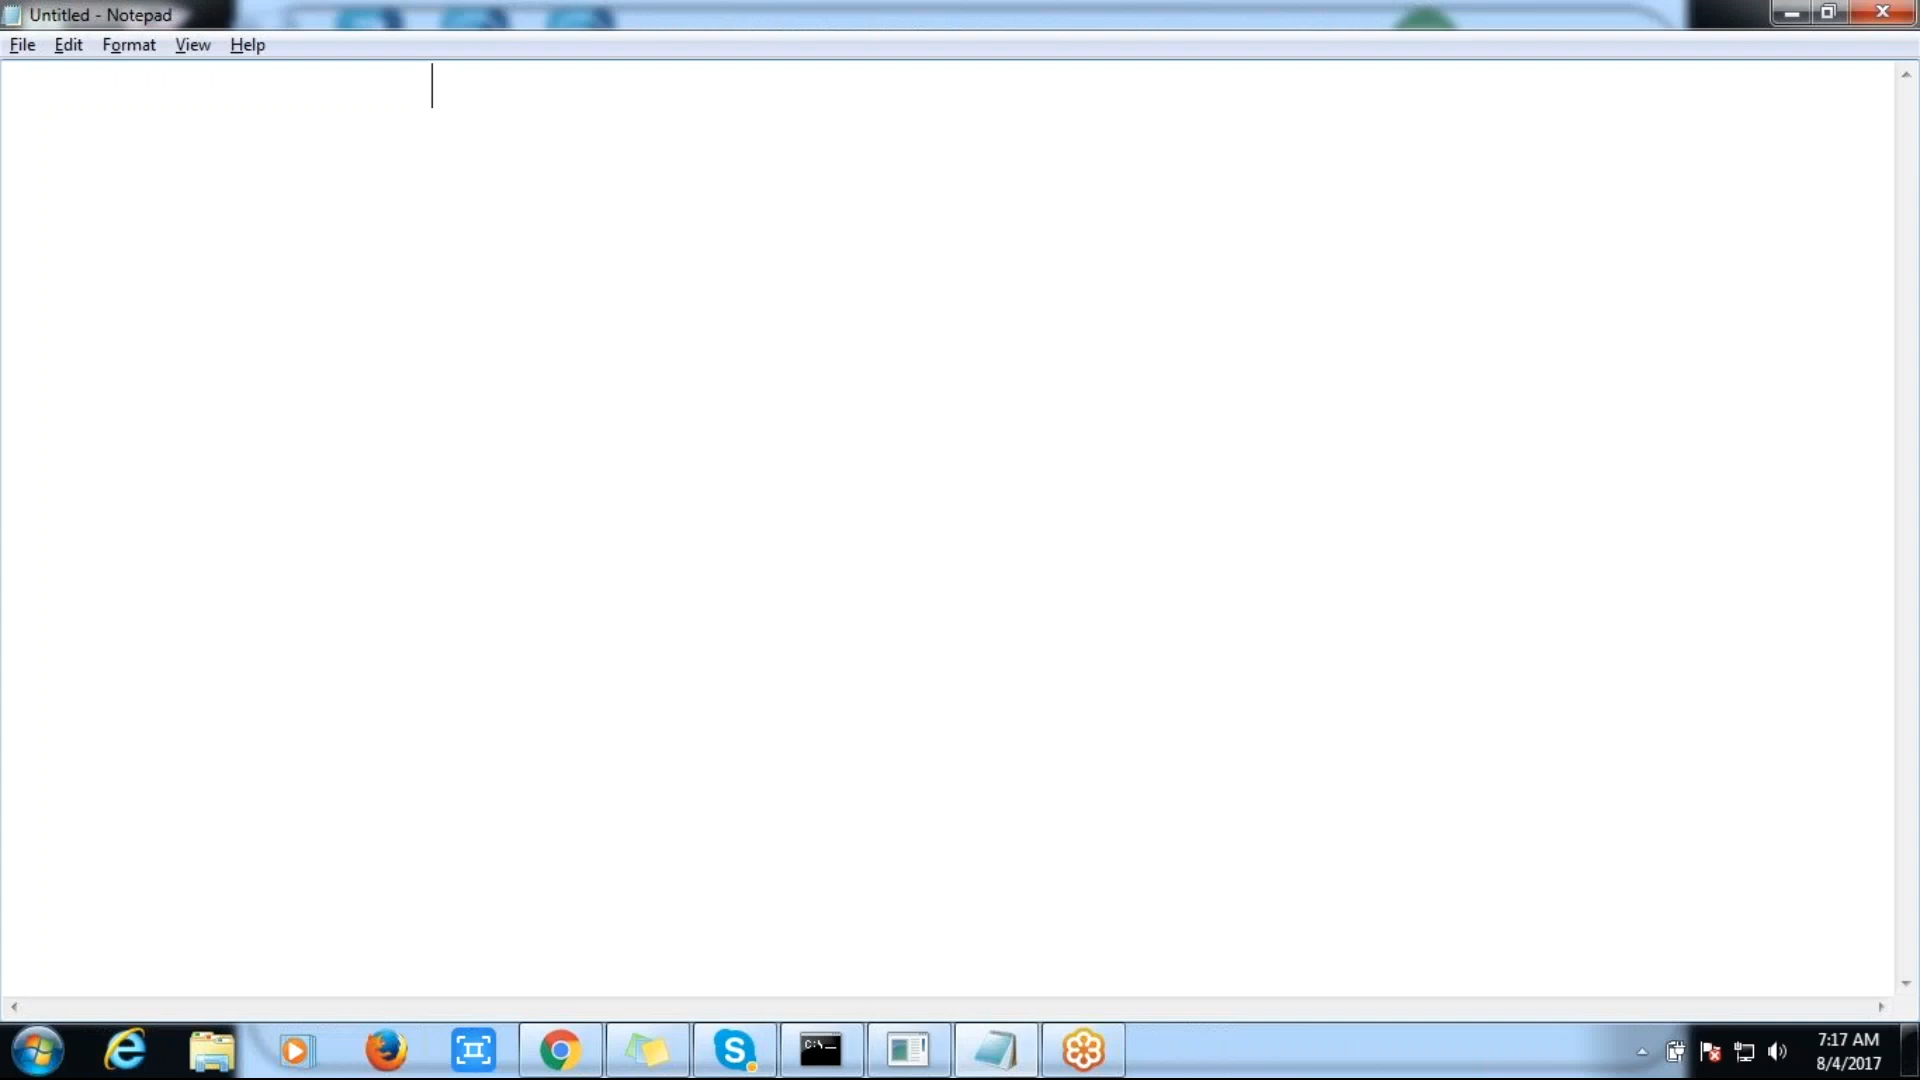 Untitled - Notepad
File Edit Format View Help
C:\_
7:17 AM
8/4/2017